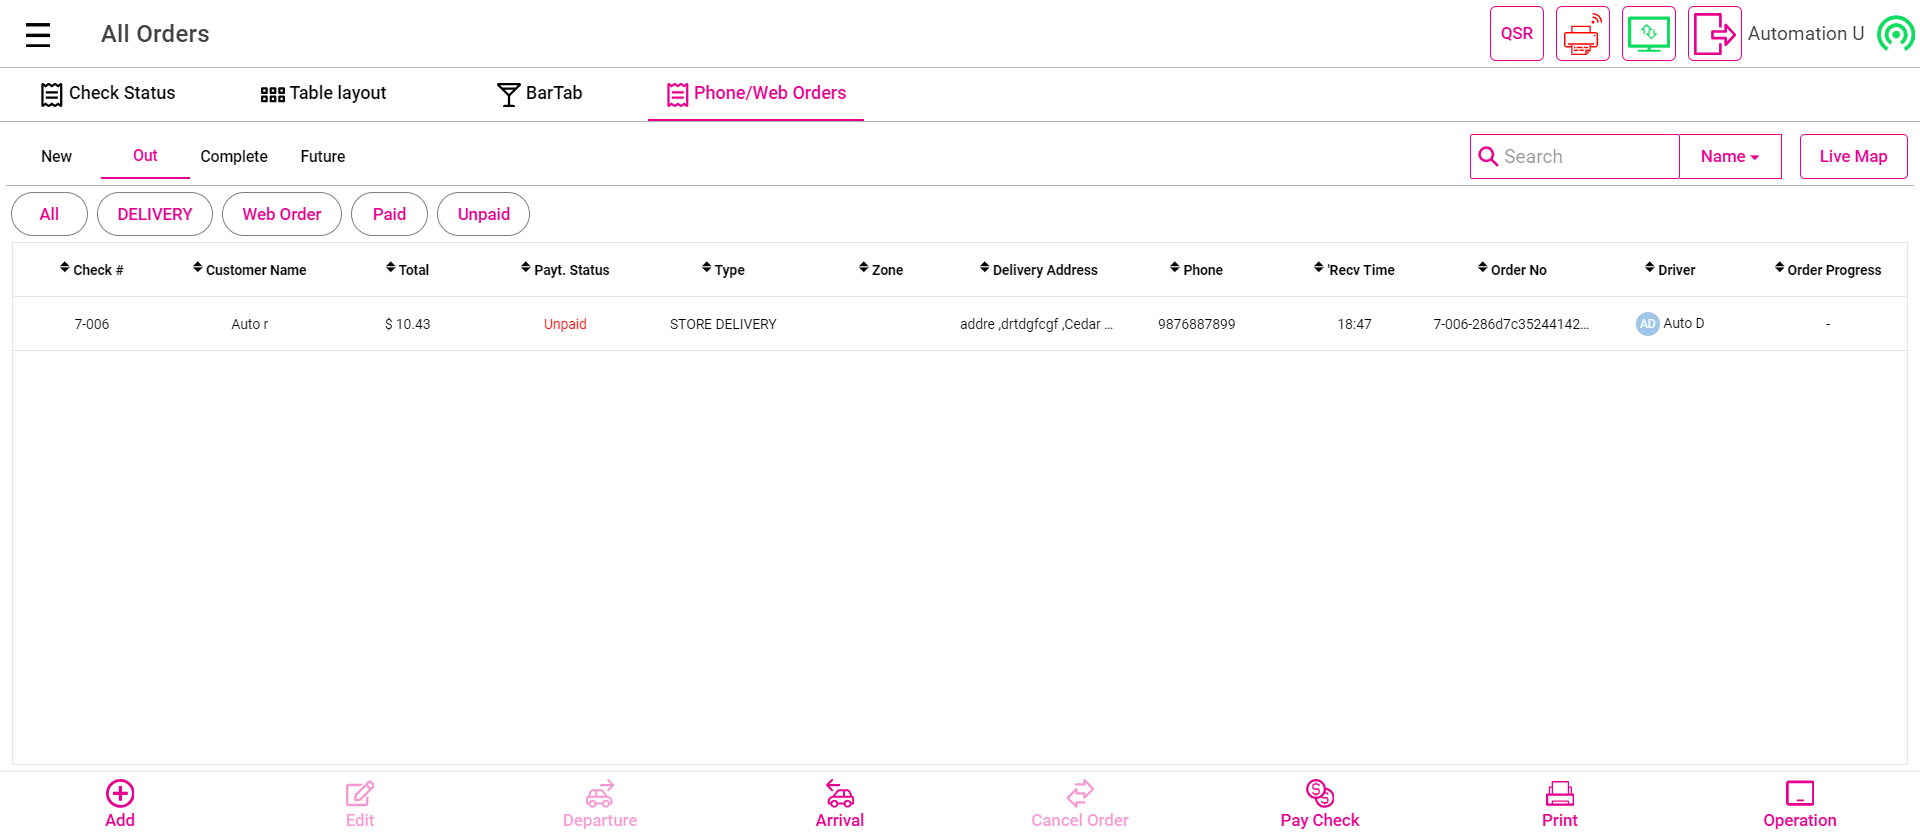 All Orders
QSR
Automation U
Check Status
Table layout
BarTab
Phone/Web Orders
New
Out
Complete
Future
Search
Name
Live Map
All
DELIVERY
Web Order
Paid
Unpaid
Check # Customer Name Total Payt. Status Type Zone Delivery Address Phone 'Recv Time Order No Driver Order Progress
7-006 Auto r $ 10.43 Unpaid STORE DELIVERY addre ,drtdgfcgf ,Cedar ... 9876887899 18:47 7-006-286d7c35244142... AD Auto D -
Add
Edit
Departure
Arrival
Cancel Order
Pay Check
Print
Operation